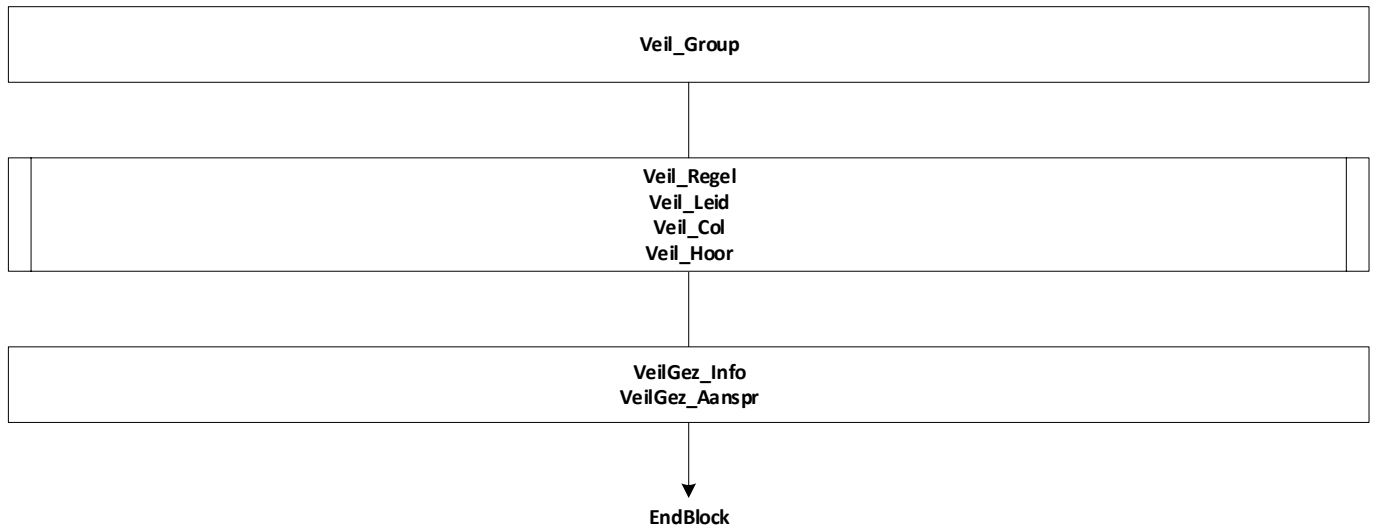 Veil_Group
Veil_Regel
Veil_Leid
Veil_Col
Veil_Hoor
VeilGez_Info
VeilGez_Aanspr
EndBlock